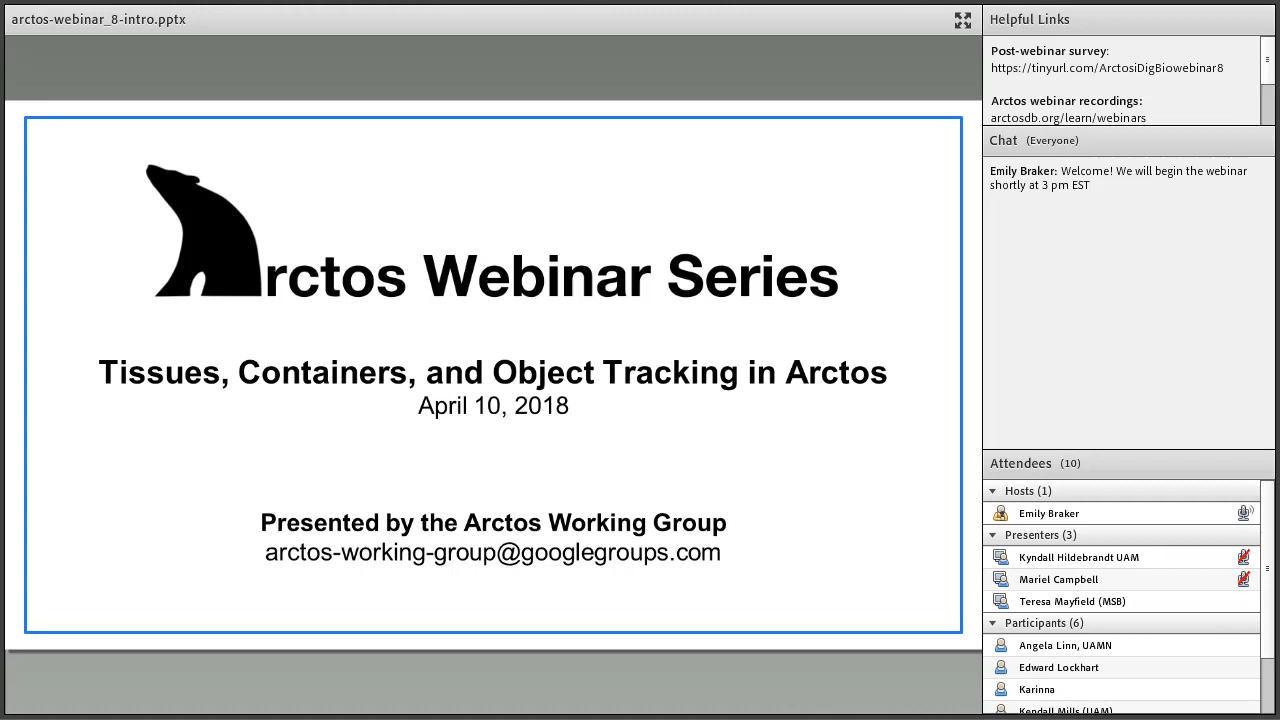 arctos-webinar_8-intro.pptx
rctos Webinar Series
Tissues, Containers, and Object Tracking in Arctos
April 10, 2018
Presented by the Arctos Working Group
arctos-working-group@googlegroups.com
Helpful Links
Post-webinar survey:
https://tinyurl.com/ArctosiDigBiowebinar8
Arctos webinar recordings:
arctosdb.org/learn/webinars
Chat (Everyone)
Emily Braker: Welcome! We will begin the webinar
shortly at 3 pm EST
Attendees (10)
Hosts (1)
Emily Braker
Presenters (3)
Kyndall Hildebrandt UAM
Mariel Campbell
Teresa Mayfield (MSB)
Participants (6)
Angela Linn, UAMN
Edward Lockhart
Karinna
Kendall Mills (UAM)